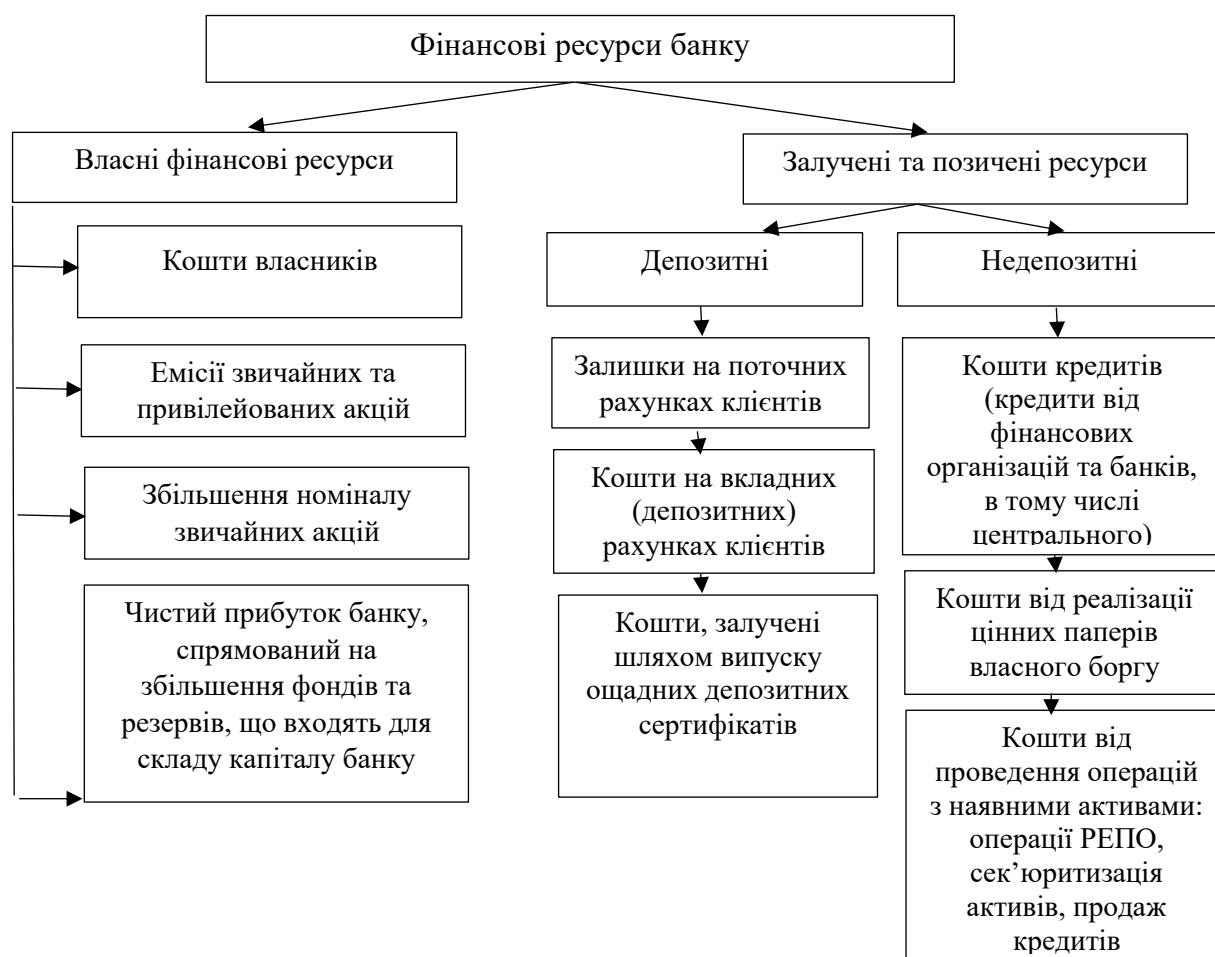 Фінансові ресурси банку
Власні фінансові ресурси
Залучені та позичені ресурси
Кошти власників
Емісії звичайних та
привілейованих акцій
Збільшення номіналу
звичайних акцій
Чистий прибуток банку,
спрямований на
збільшення фондів та
резервів, що входять для
складу капіталу банку
Депозитні
Залишки на поточних
рахунках клієнтів
Кошти на вкладних
(депозитних)
рахунках клієнтів
Кошти, залучені
шляхом випуску
ощадних депозитних
сертифікатів
Недепозитні
Кошти кредитів
(кредити від
фінансових
організацій та банків,
в тому числі
центрального)
Кошти від реалізації
цінних паперів
власного боргу
Кошти від
проведення операцій
з наявними активами:
операції РЕПО,
сек’юритизація
активів, продаж
кредитів